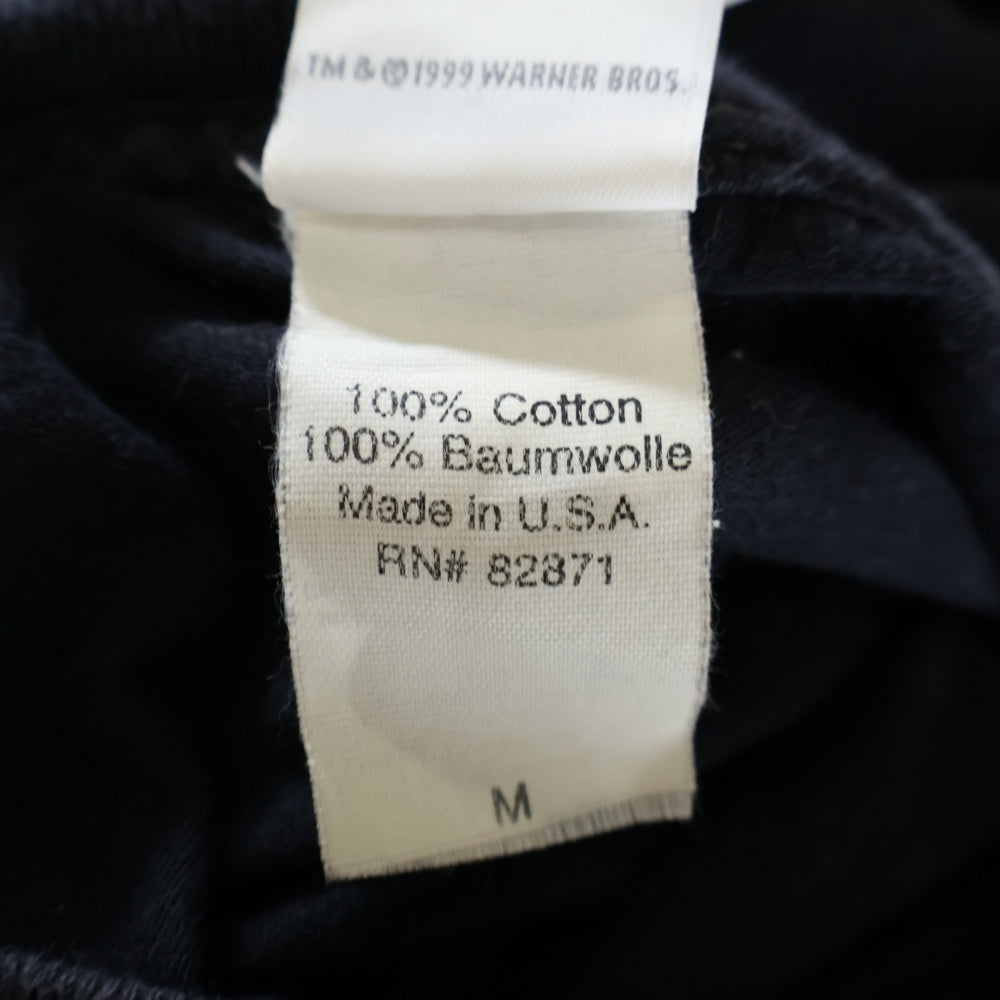 TM & ©1999 WARNER BROS.
100% Cotton
100% Baumwolle
Made in U.S.A.
RN# 82871
M